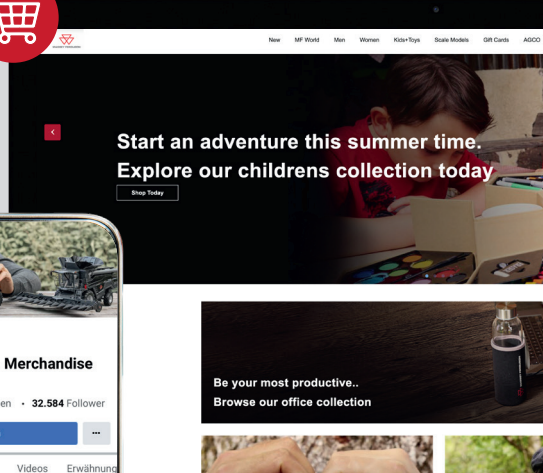 New MF World Men Women Kids+Toys Scale Models Gift Cards AGCO
Start an adventure this summer time.
Explore our childrens collection today
Shop Today
Merchandise
en • 32.584 Follower
Be your most productive..
Browse our office collection
Videos Erwähnung